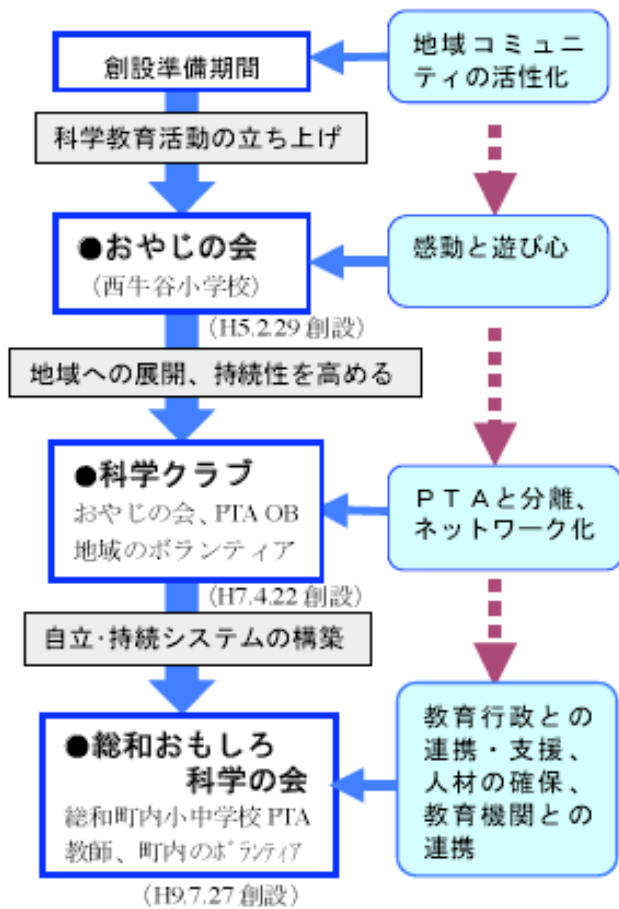 創設準備期間
地域コミュニ
ティの活性化
科学教育活動の立ち上げ
●おやじの会
（西牛谷小学校）
感動と遊び心
（H5.2.29 創設）
地域への展開、持続性を高める
●科学クラブ
おやじの会、PTA OB
地域のボランティア
ＰＴＡと分離、
ネットワーク化
（H7.4.22 創設）
自立･持続システムの構築
●総和おもしろ
科学の会
総和町内小中学校 PTA
教師、町内のﾎﾞﾗﾝﾃｨｱ
教育行政との
連携・支援、
人材の確保、
教育機関との
連携
（H9.7.27 創設）